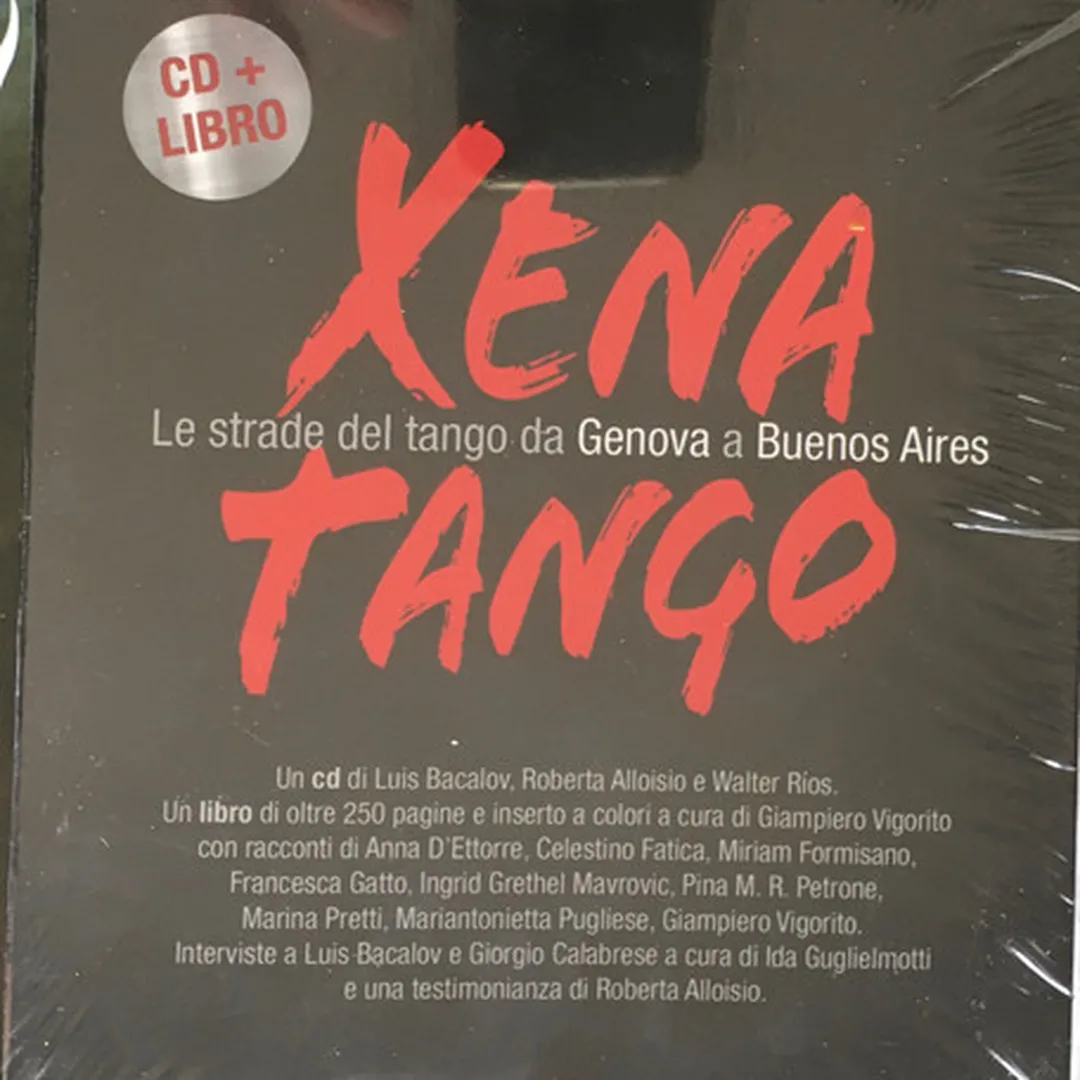 CD +
LIBRO
XENA
Le strade del tango da Genova a Buenos Aires
TANGO
Un cd di Luis Bacalov, Roberta Alloisio e Walter Ríos.
Un libro di oltre 250 pagine e inserto a colori a cura di Giampiero Vigorito
con racconti di Anna D'Ettorre, Celestino Fatica, Miriam Formisano,
Francesca Gatto, Ingrid Grethel Mavrovic, Pina M. R. Petrone,
Marina Pretti, Mariantonietta Pugliese, Giampiero Vigorito.
Interviste a Luis Bacalov e Giorgio Calabrese a cura di Ida Guglielmotti
e una testimonianza di Roberta Alloisio.